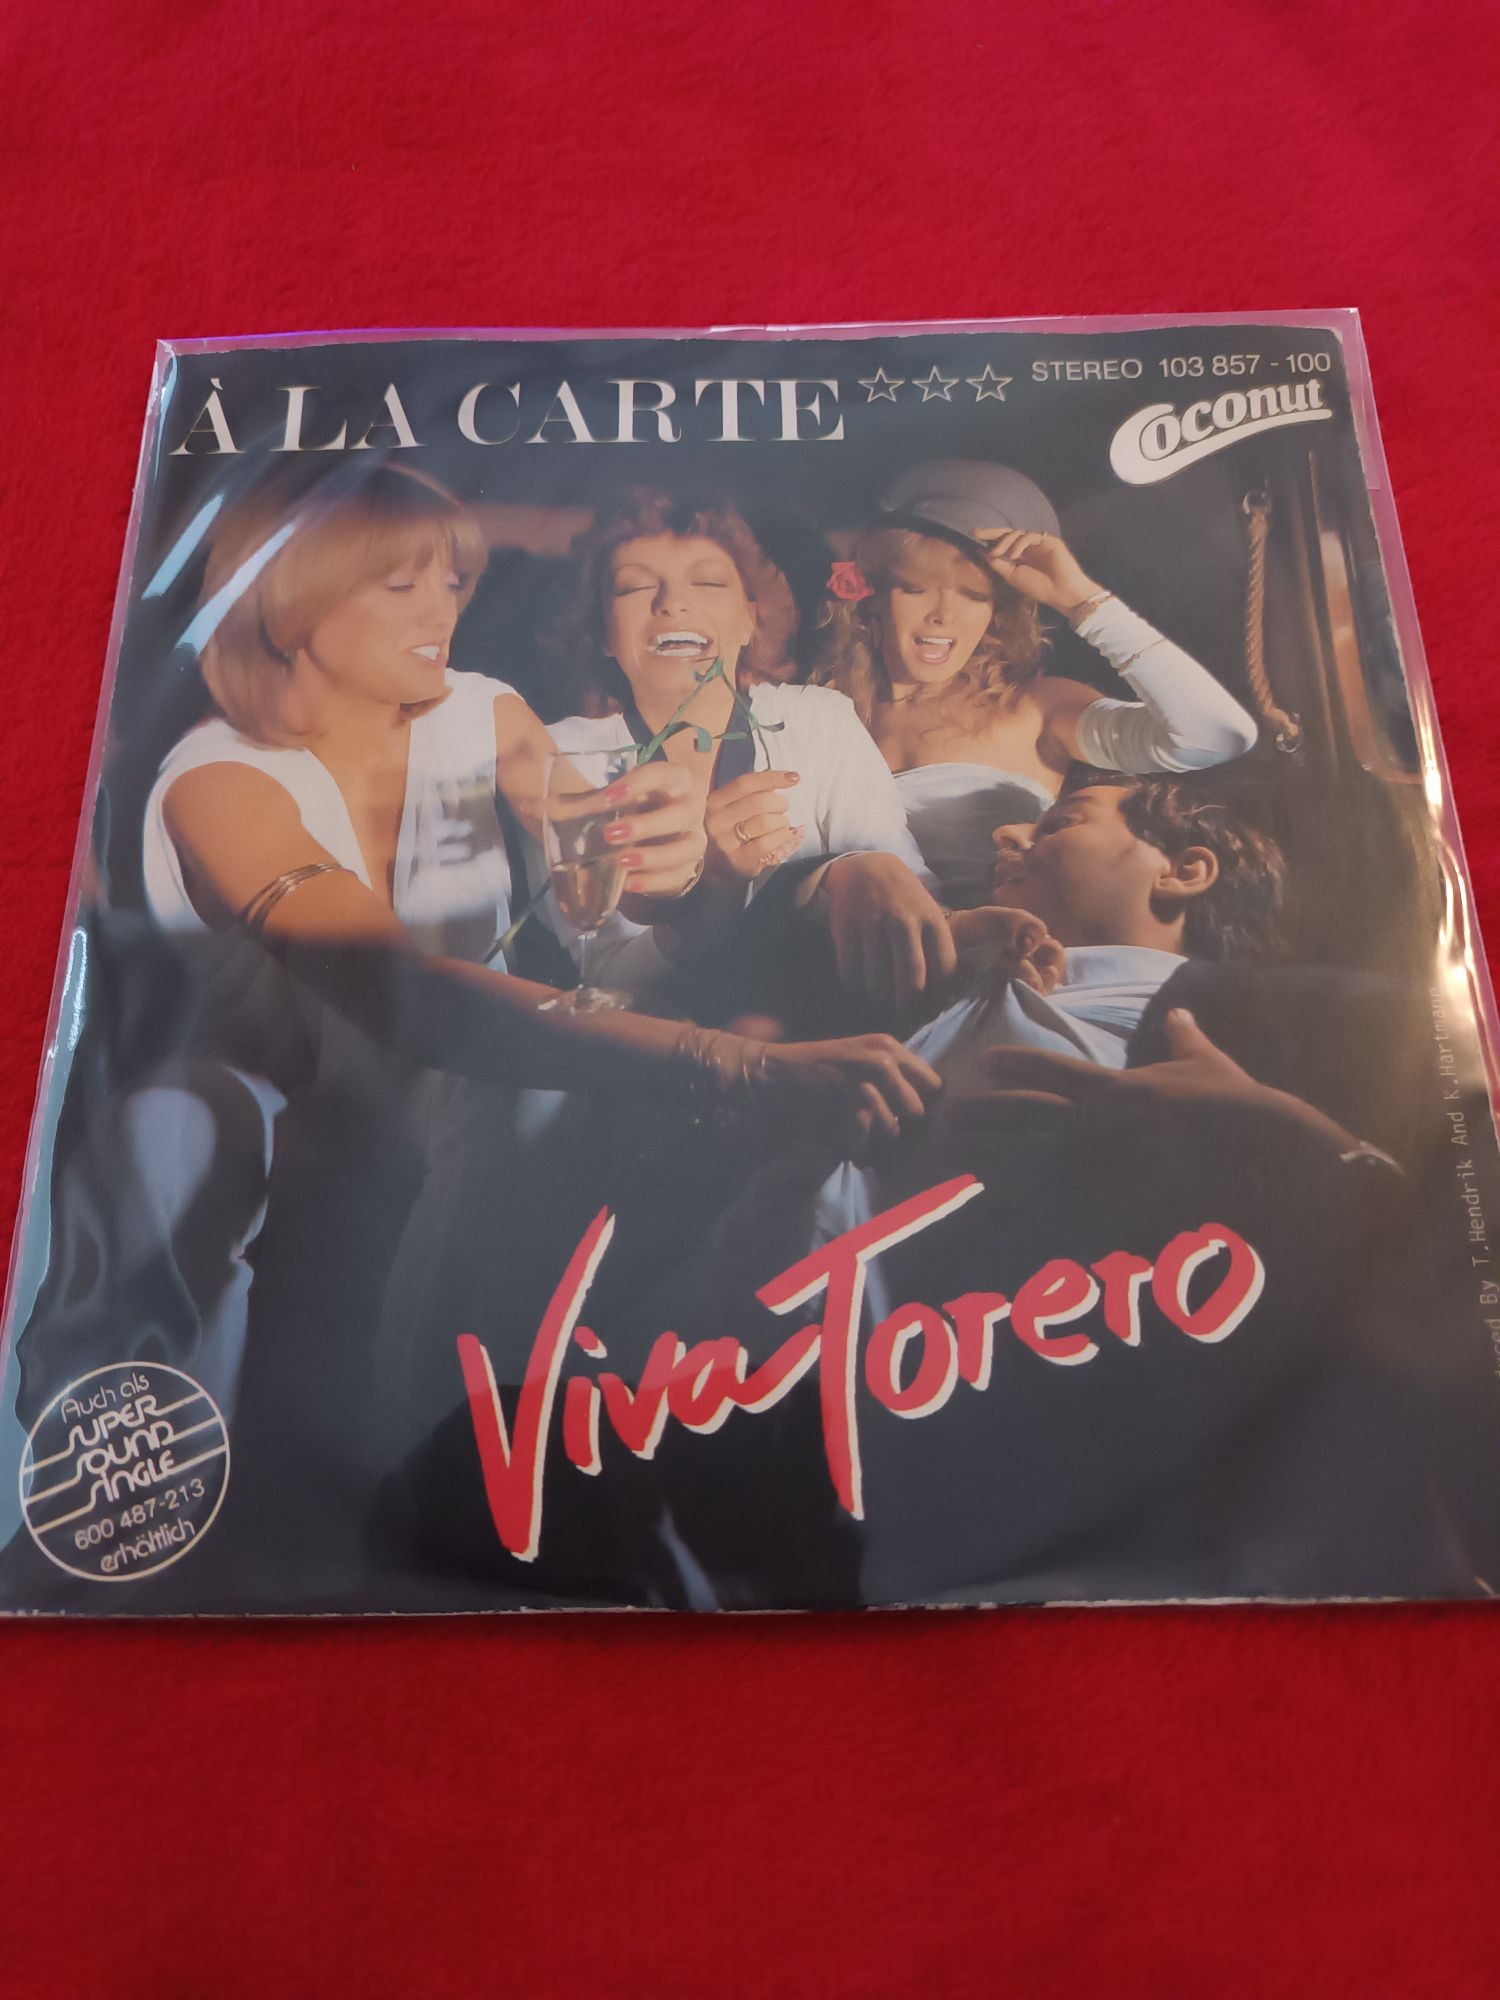 À LA CARTE ☆☆☆
STEREO 103 857 - 100
Coconut
Viva Torero
Auch als
SUPER
SOUND
SINGLE
600 487-213
erhältlich
By T.Hendrik And K.Hartmann